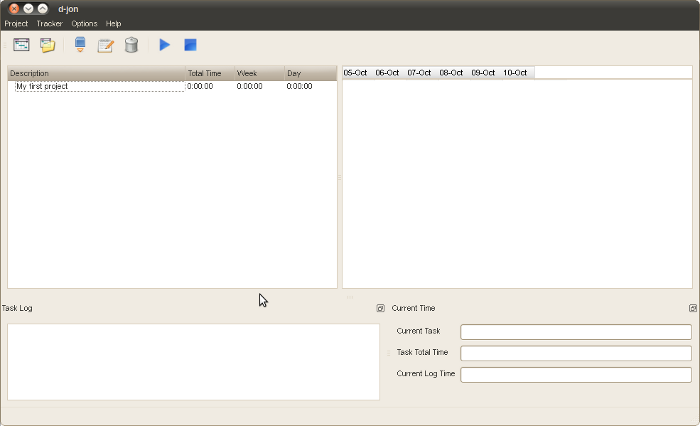 d-jon
Project Tracker Options Help
Description Total Time Week Day
My first project 0:00:00 0:00:00 0:00:00
05-Oct 06-Oct 07-Oct 08-Oct 09-Oct 10-Oct
Task Log
Current Time
Current Task
Task Total Time
Current Log Time